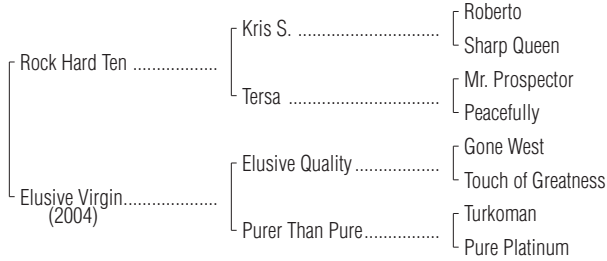 Roberto
Kris S. ........................................
Sharp Queen
Rock Hard Ten ..................
Mr. Prospector
Tersa ...........................................
Peacefully
Gone West
Elusive Quality ........................
Touch of Greatness
Elusive Virgin....................
(2004)
Turkoman
Purer Than Pure.....................
Pure Platinum